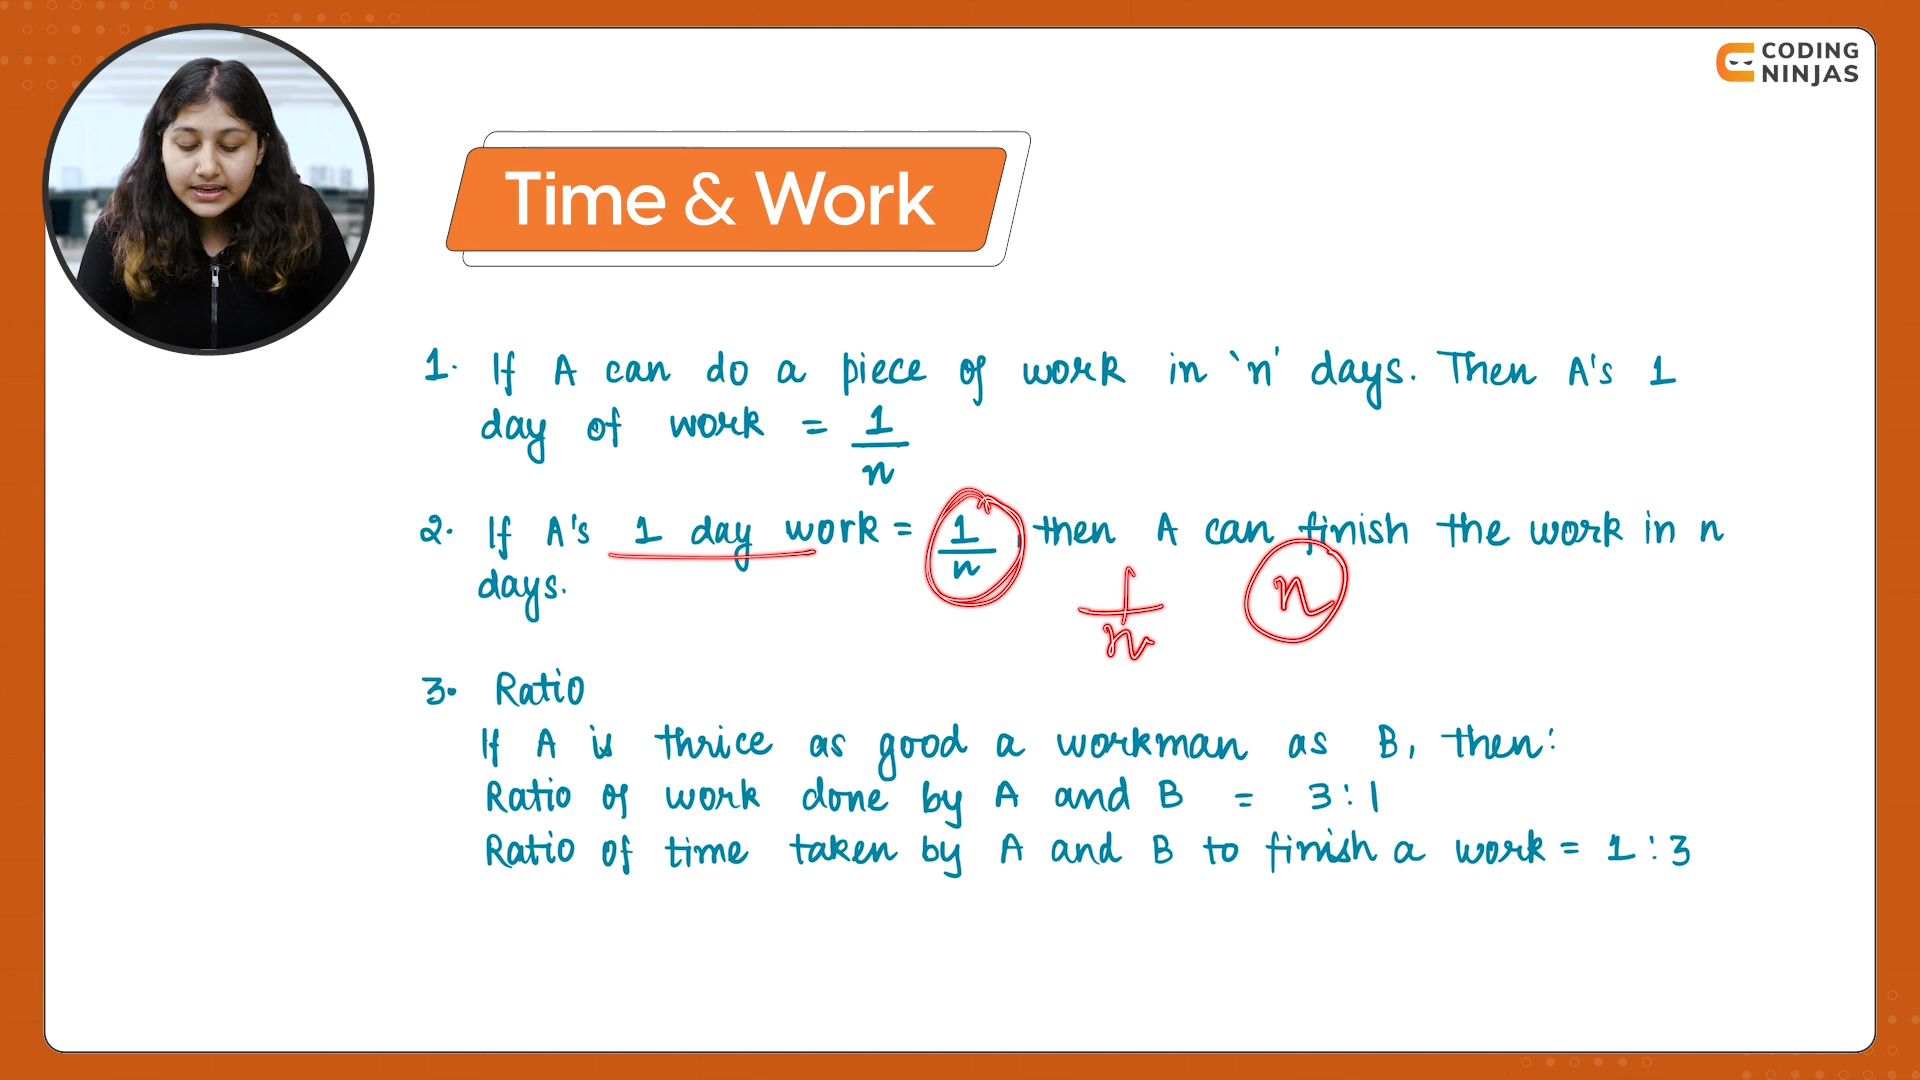 CODING
NINJAS
Time & Work
1. If A can do a piece of work in 'n' days. Then A's 1
day of work = 1/n
2. If A's 1 day work = 1/n, then A can finish the work in n
days.
1/n
n
3. Ratio
If A is thrice as good a workman as B, then:
Ratio of work done by A and B = 3:1
Ratio of time taken by A and B to finish a work = 1:3